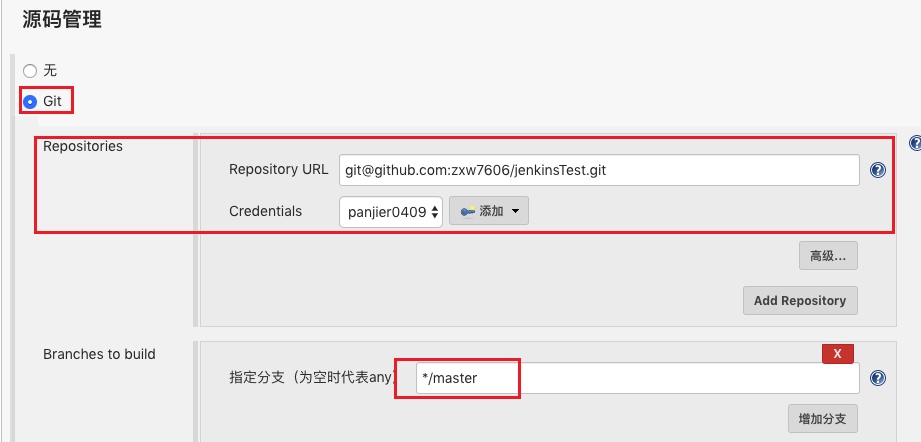 源码管理
无
Git
Repositories
Repository URL git@github.com:zxw7606/jenkinsTest.git ?
?
Credentials panjier0409 添加
高级...
Add Repository
Branches to build
X
指定分支（为空时代表any） */master ?
增加分支